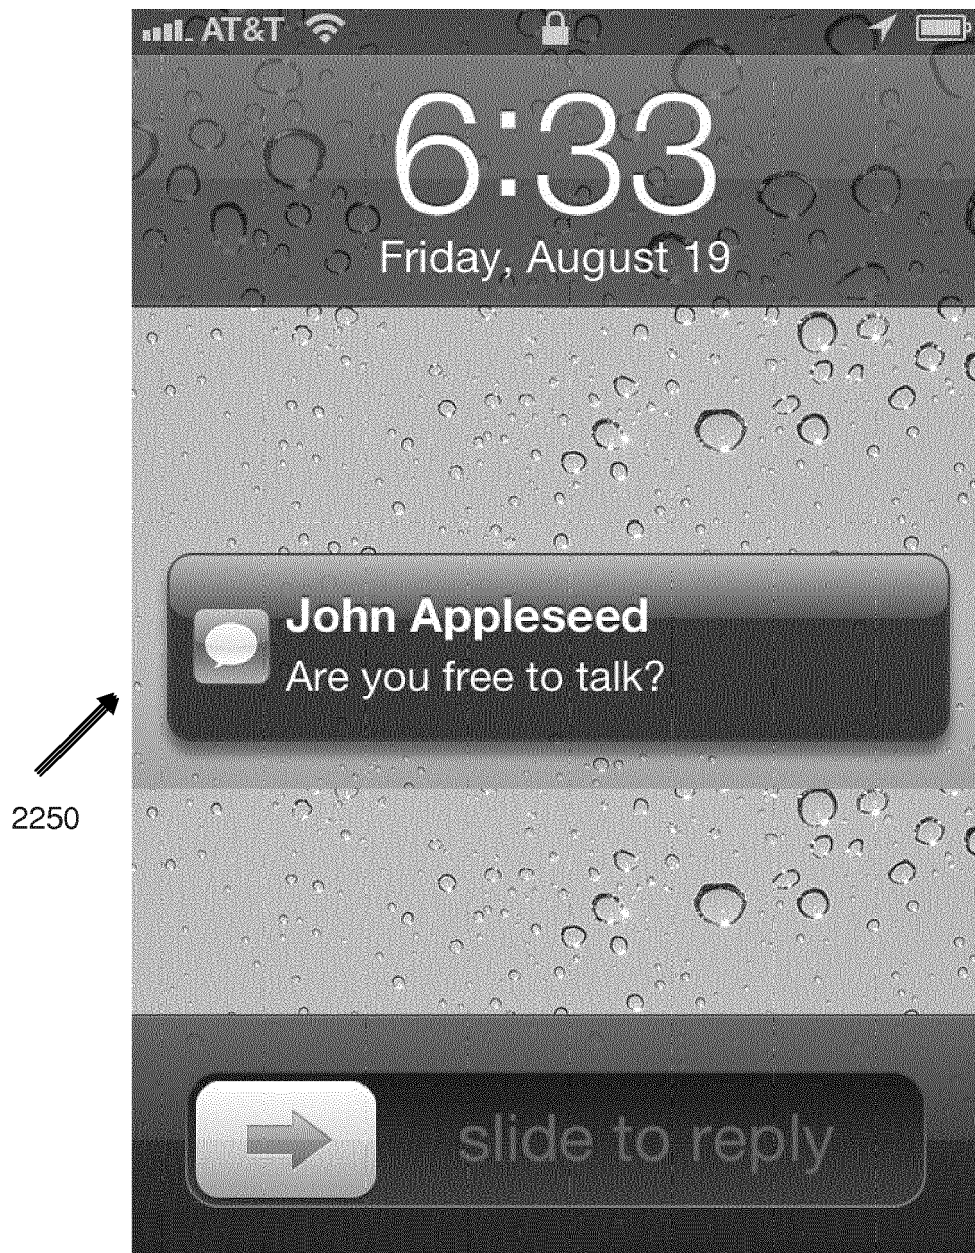 AT&T
6:33
Friday, August 19
John Appleseed
Are you free to talk?
2250
slide to reply